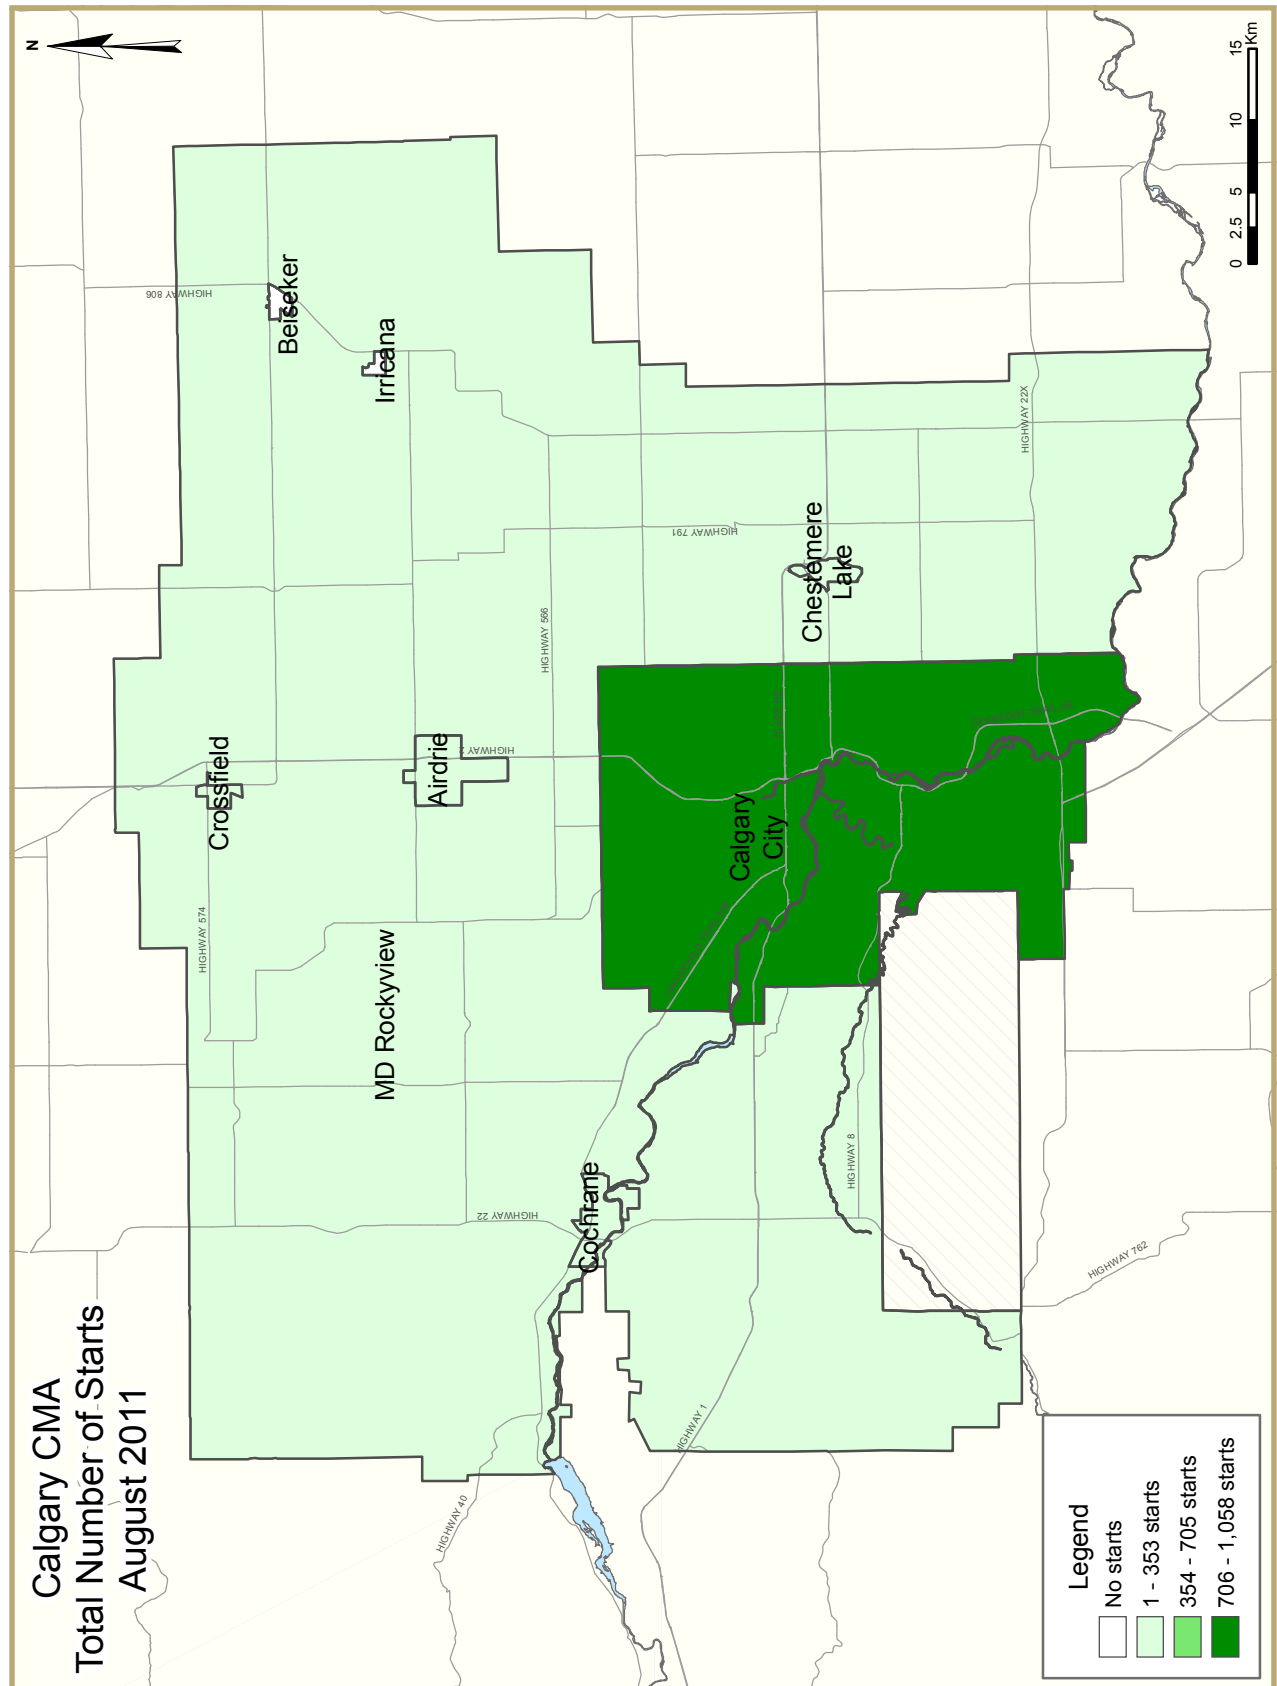 Calgary CMA
Total Number of Starts
August 2011
N
HIGHWAY 806
Beiseker
Irricana
HIGHWAY 22X
HIGHWAY 791
Chestemere
Lake
HIGHWAY 566
Crossfield
Airdrie
HIGHWAY 2
Calgary
City
HIGHWAY 574
MD Rockyview
HIGHWAY 8
Cochrane
HIGHWAY 22
HIGHWAY 762
HIGHWAY 1
HIGHWAY 40
Legend
No starts
1 - 353 starts
354 - 705 starts
706 - 1,058 starts
0 2.5 5 10 15
Km